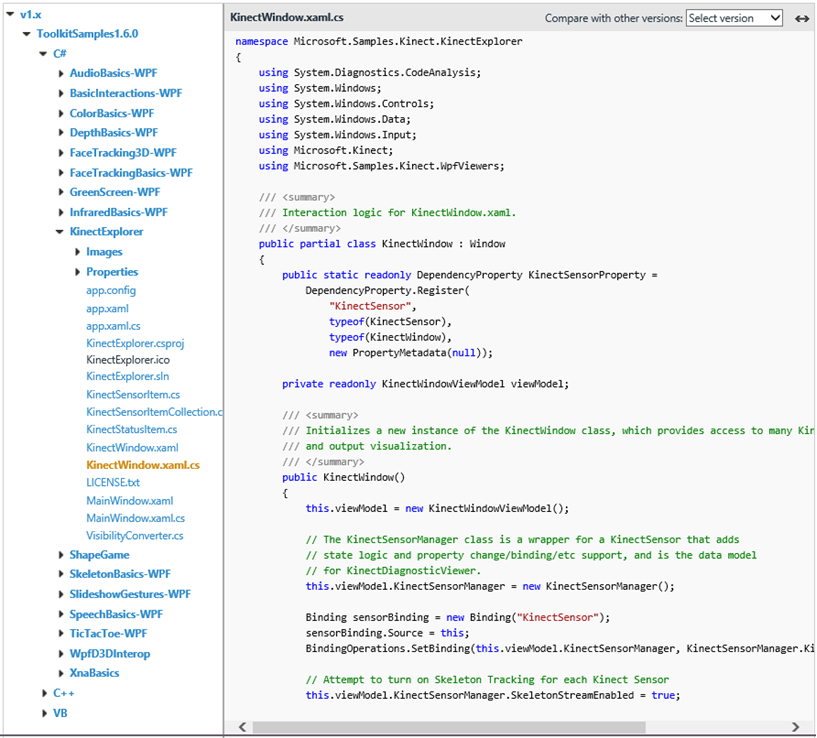 v1.x
ToolkitSamples1.6.0
C#
AudioBasics-WPF
BasicInteractions-WPF
ColorBasics-WPF
DepthBasics-WPF
FaceTracking3D-WPF
FaceTrackingBasics-WPF
GreenScreen-WPF
InfraredBasics-WPF
KinectExplorer
Images
Properties
app.config
app.xaml
app.xaml.cs
KinectExplorer.csproj
KinectExplorer.ico
KinectExplorer.sln
KinectSensorItem.cs
KinectSensorItemCollection.c
KinectStatusItem.cs
KinectWindow.xaml
KinectWindow.xaml.cs
LICENSE.txt
MainWindow.xaml
MainWindow.xaml.cs
VisibilityConverter.cs
ShapeGame
SkeletonBasics-WPF
SlideshowGestures-WPF
SpeechBasics-WPF
TicTacToe-WPF
WpfD3DInterop
XnaBasics
C++
VB
KinectWindow.xaml.cs
Compare with other versions: Select version
namespace Microsoft.Samples.Kinect.KinectExplorer
{
using System.Diagnostics.CodeAnalysis;
using System.Windows;
using System.Windows.Controls;
using System.Windows.Data;
using System.Windows.Input;
using Microsoft.Kinect;
using Microsoft.Samples.Kinect.WpfViewers;
/// <summary>
/// Interaction logic for KinectWindow.xaml.
/// </summary>
public partial class KinectWindow : Window
{
public static readonly DependencyProperty KinectSensorProperty =
DependencyProperty.Register(
"KinectSensor",
typeof(KinectSensor),
typeof(KinectWindow),
new PropertyMetadata(null));
private readonly KinectWindowViewModel viewModel;
/// <summary>
/// Initializes a new instance of the KinectWindow class, which provides access to many Kin
/// and output visualization.
/// </summary>
public KinectWindow()
{
this.viewModel = new KinectWindowViewModel();
// The KinectSensorManager class is a wrapper for a KinectSensor that adds
// state logic and property change/binding/etc support, and is the data model
// for KinectDiagnosticViewer.
this.viewModel.KinectSensorManager = new KinectSensorManager();
Binding sensorBinding = new Binding("KinectSensor");
sensorBinding.Source = this;
BindingOperations.SetBinding(this.viewModel.KinectSensorManager, KinectSensorManager.Ki
// Attempt to turn on Skeleton Tracking for each Kinect Sensor
this.viewModel.KinectSensorManager.SkeletonStreamEnabled = true;